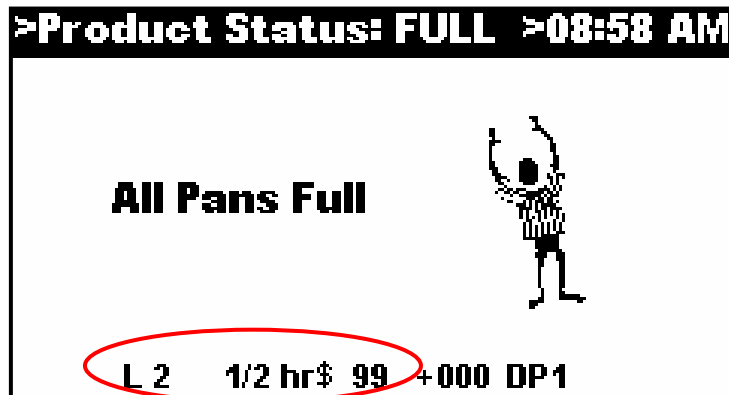 >Product Status: FULL >08:58 AM
All Pans Full
L 2 1/2 hr$ 99 +000 DP1